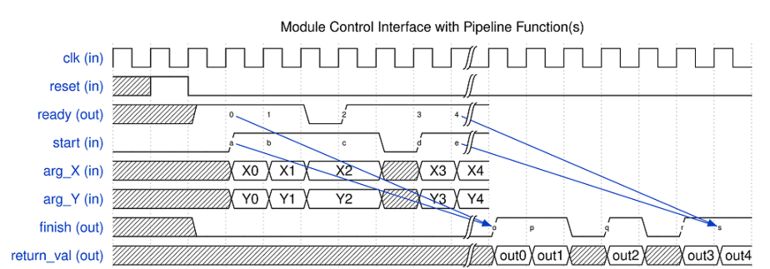 Module Control Interface with Pipeline Function(s)
clk (in)
reset (in)
ready (out) 0 1 2 3 4
start (in) a b c d e
arg_X (in) X0 X1 X2 X3 X4
arg_Y (in) Y0 Y1 Y2 Y3 Y4
finish (out) o p q r s
return_val (out) out0 out1 out2 out3 out4